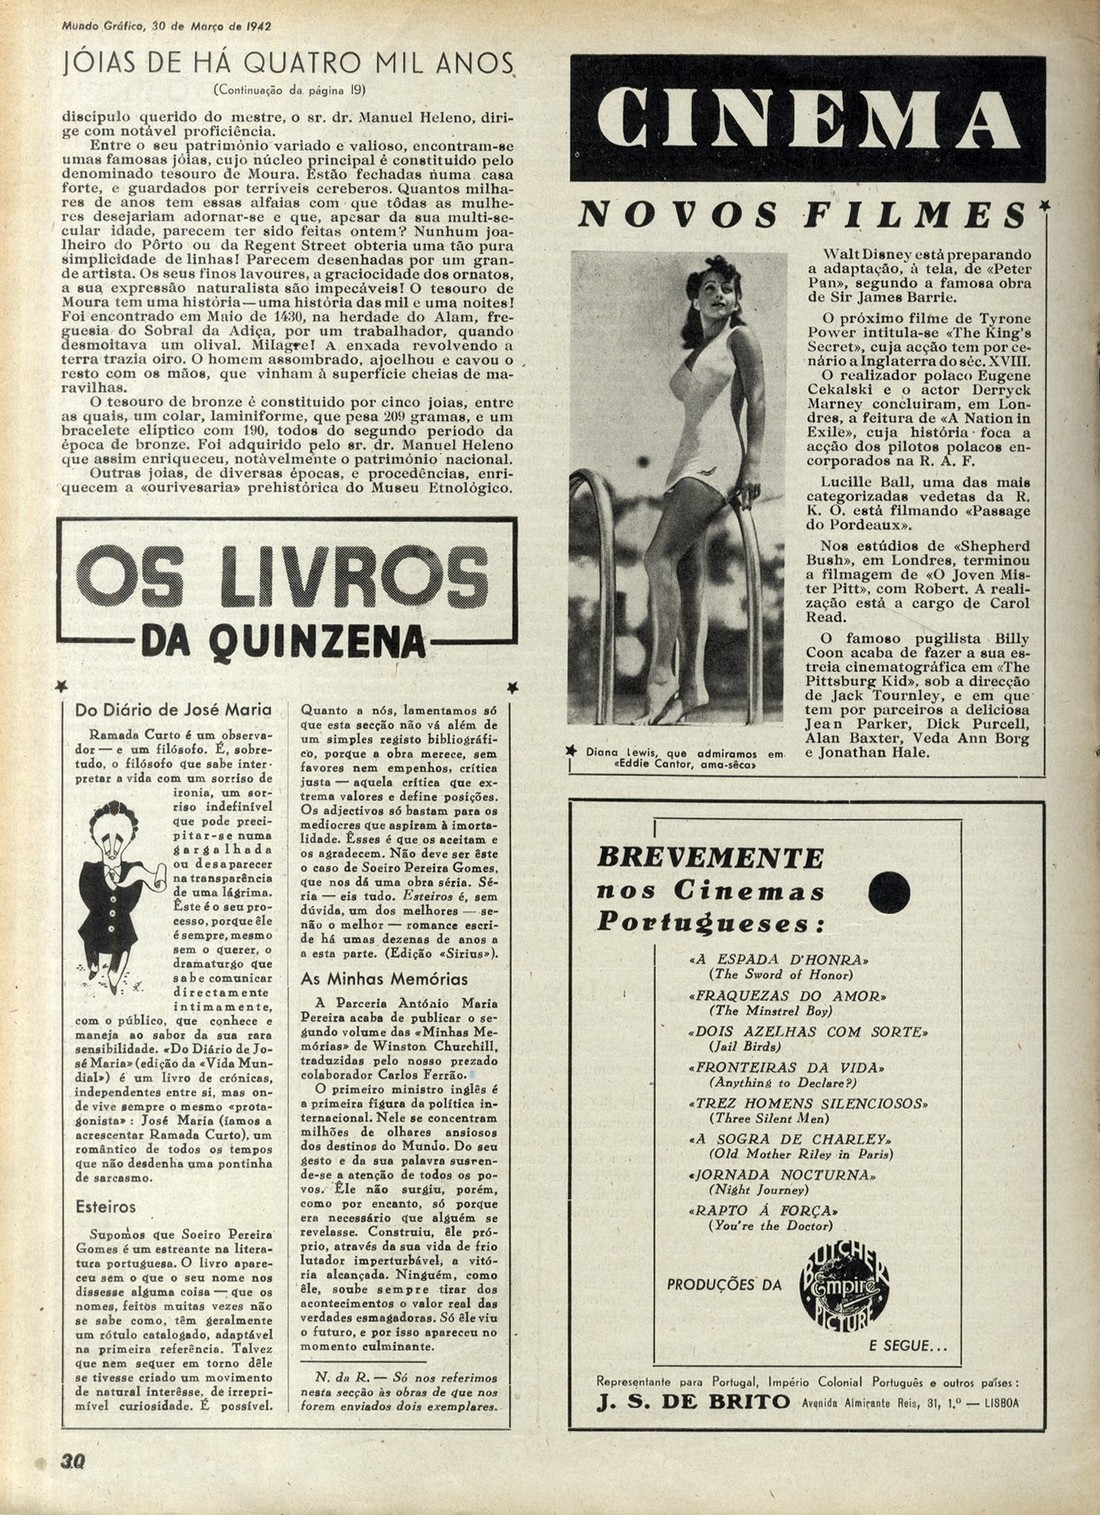 Mundo Gráfico, 30 de Março de 1942
JÓIAS DE HÁ QUATRO MIL ANOS
(Continuação da página 19)
discípulo querido do mestre, o sr. dr. Manuel Heleno, diri-
ge com notável proficiência.
Entre o seu património variado e valioso, encontram-se
umas famosas jóias, cujo núcleo principal é constituido pelo
denominado tesouro de Moura. Estão fechadas numa casa
forte, e guardados por terríveis cereberos. Quantos milha-
res de anos tem essas alfaias com que tôdas as mulhe-
res desejariam adornar-se e que, apesar da sua multi-se-
cular idade, parecem ter sido feitas ontem? Nunhum joa-
lheiro do Pôrto ou da Regent Street obteria uma tão pura
simplicidade de linhas! Parecem desenhadas por um gran-
de artista. Os seus finos lavoures, a graciocidade dos ornatos,
a sua expressão naturalista são impecáveis! O tesouro de
Moura tem uma história—uma história das mil e uma noites!
Foi encontrado em Maio de 1430, na herdade do Alam, fre-
guesia do Sobral da Adiça, por um trabalhador, quando
desmoitava um olival. Milagre! A enxada revolvendo a
terra trazia oiro. O homem assombrado, ajoelhou e cavou o
resto com os mãos, que vinham à superfície cheias de ma-
ravilhas.
O tesouro de bronze é constituido por cinco joias, entre
as quais, um colar, laminiforme, que pesa 209 gramas, e um
bracelete elíptico com 190, todos do segundo período da
época de bronze. Foi adquirido pelo sr. dr. Manuel Heleno
que assim enriqueceu, notàvelmente o património nacional.
Outras joias, de diversas épocas, e procedências, enri-
quecem a «ourivesaria» prehistórica do Museu Etnológico.
OS LIVROS
DA QUINZENA
Do Diário de José Maria
Ramada Curto é um observa-
dor — e um filósofo. É, sobre-
tudo, o filósofo que sabe inter-
pretar a vida com um sorriso de
ironia, um sor-
riso indefinível
que pode preci-
pitar-se numa
gargalhada
ou desaparecer
na transparência
de uma lágrima.
Êste é o seu pro-
cesso, porque êle
é sempre, mesmo
sem o querer, o
dramaturgo que
sabe comunicar
directamente
intimamente,
com o público, que conhece e
maneja ao sabor da sua rara
sensibilidade. «Do Diário de Jo-
sé Maria» (edição da «Vida Mun-
dial») é um livro de crónicas,
independentes entre si, mas on-
de vive sempre o mesmo «prota-
gonista»: José Maria (íamos a
acrescentar Ramada Curto), um
romântico de todos os tempos
que não desdenha uma pontinha
de sarcasmo.
Esteiros
Supomos que Soeiro Pereira
Gomes é um estreante na litera-
tura portuguesa. O livro apare-
ceu sem o que o seu nome nos
dissesse alguma coisa — que os
nomes, feitos muitas vezes não
se sabe como, têm geralmente
um rótulo catalogado, adaptável
na primeira referência. Talvez
que nem sequer em torno dêle
se tivesse criado um movimento
de natural interêsse, de irrepri-
mível curiosidade. É possível.
Quanto a nós, lamentamos só
que esta secção não vá além de
um simples registo bibliográfi-
co, porque a obra merece, sem
favores nem empenhos, crítica
justa — aquela crítica que ex-
trema valores e define posições.
Os adjectivos só bastam para os
medíocres que aspiram à imorta-
lidade. Êsses é que os aceitam e
os agradecem. Não deve ser êste
o caso de Soeiro Pereira Gomes,
que nos dá uma obra séria. Sé-
ria — eis tudo. Esteiros é, sem
dúvida, um dos melhores — se-
não o melhor — romance escri-
de há umas dezenas de anos a
a esta parte. (Edição «Sirius»).
As Minhas Memórias
A Parceria António Maria
Pereira acaba de publicar o se-
gundo volume das «Minhas Me-
mórias» de Winston Churchill,
traduzidas pelo nosso prezado
colaborador Carlos Ferrão.
O primeiro ministro inglês é
a primeira figura da política in-
ternacional. Nele se concentram
milhões de olhares ansiosos
dos destinos do Mundo. Do seu
gesto e da sua palavra suspen-
de-se a atenção de todos os po-
vos. Êle não surgiu, porém,
como por encanto, só porque
era necessário que alguém se
revelasse. Construiu, êle pró-
prio, através da sua vida de frio
lutador imperturbável, a vitó-
ria alcançada. Ninguém, como
êle, soube sempre tirar dos
acontecimentos o valor real das
verdades esmagadoras. Só êle viu
o futuro, e por isso apareceu no
momento culminante.
N. da R. — Só nos referimos
nesta secção às obras de que nos
forem enviados dois exemplares.
30
CINEMA
NOVOS FILMES
Walt Disney está preparando
a adaptação, à tela, de «Peter
Pan», segundo a famosa obra
de Sir James Barrie.
O próximo filme de Tyrone
Power intitula-se «The King's
Secret», cuja acção tem por ce-
nário a Inglaterra do séc. XVIII.
O realizador polaco Eugene
Cekalski e o actor Derryck
Marney concluiram, em Lon-
dres, a feitura de «A Nation in
Exile», cuja história foca a
acção dos pilotos polacos en-
corporados na R. A. F.
Lucille Ball, uma das mais
categorizadas vedetas da R.
K. O. está filmando «Passage
do Pordeaux».
Nos estúdios de «Shepherd
Bush», em Londres, terminou
a filmagem de «O Joven Mis-
ter Pitt», com Robert. A reali-
zação está a cargo de Carol
Read.
O famoso pugilista Billy
Coon acaba de fazer a sua es-
treia cinematográfica em «The
Pittsburg Kid», sob a direcção
de Jack Tournley, e em que
tem por parceiros a deliciosa
Jean Parker, Dick Purcell,
Alan Baxter, Veda Ann Borg
e Jonathan Hale.
Diana Lewis, que admiramos em
«Eddie Cantor, ama-sêca»
BREVEMENTE
nos Cinemas
Portugueses:
«A ESPADA D'HONRA»
(The Sword of Honor)
«FRAQUEZAS DO AMOR»
(The Minstrel Boy)
«DOIS AZELHAS COM SORTE»
(Jail Birds)
«FRONTEIRAS DA VIDA»
(Anything to Declare?)
«TREZ HOMENS SILENCIOSOS»
(Three Silent Men)
«A SOGRA DE CHARLEY»
(Old Mother Riley in Paris)
«JORNADA NOCTURNA»
(Night Journey)
«RAPTO Á FORÇA»
(You're the Doctor)
PRODUÇÕES DA
BUTCHER
Empire
PICTURE
E SEGUE...
Representante para Portugal, Império Colonial Português e outros países:
J. S. DE BRITO Avenida Almirante Reis, 31, 1.º — LISBOA